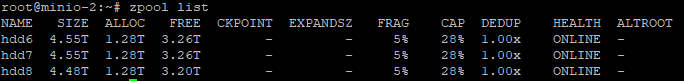 root@minio-2:~# zpool list
NAME SIZE ALLOC FREE CKPOINT EXPANDSZ FRAG CAP DEDUP HEALTH ALTROOT
hdd6 4.55T 1.28T 3.26T - - 5% 28% 1.00x ONLINE -
hdd7 4.55T 1.28T 3.26T - - 5% 28% 1.00x ONLINE -
hdd8 4.48T 1.28T 3.20T - - 5% 28% 1.00x ONLINE -